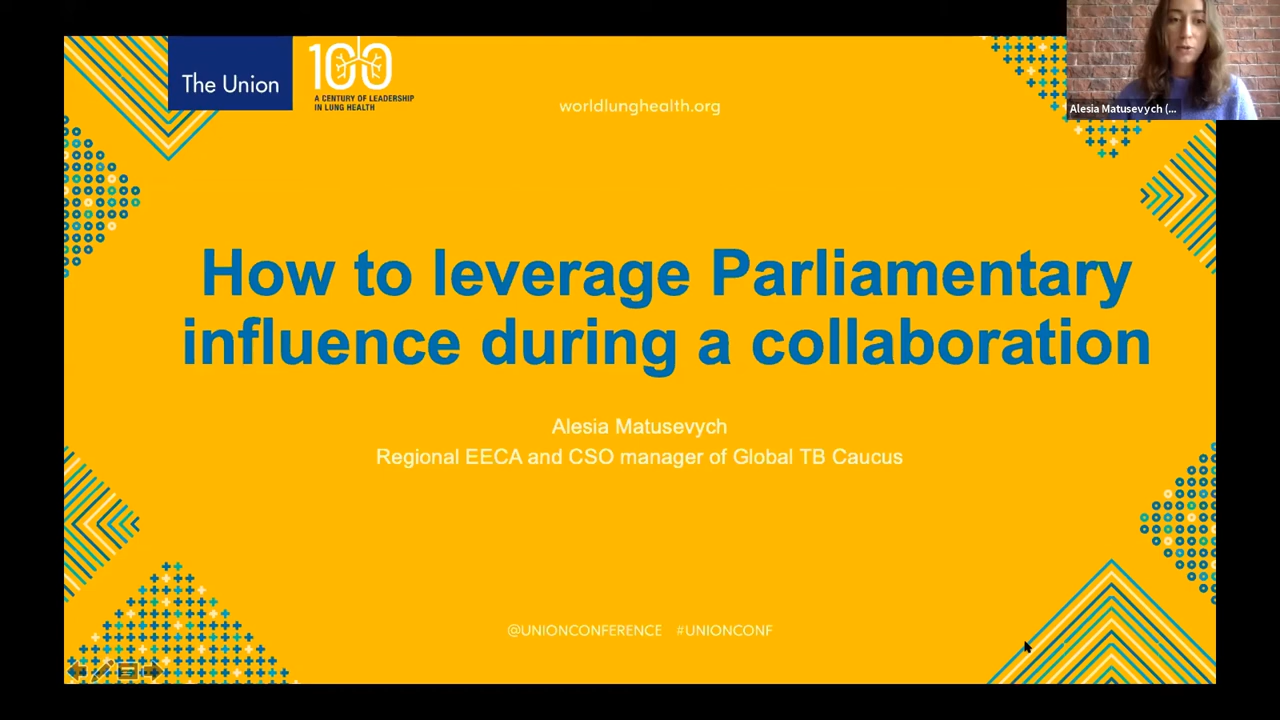 The Union
100
A CENTURY OF LEADERSHIP
IN LUNG HEALTH
worldlunghealth.org
Alesia Matusevych (...
How to leverage Parliamentary
influence during a collaboration
Alesia Matusevych
Regional EECA and CSO manager of Global TB Caucus
@UNIONCONFERENCE #UNIONCONF